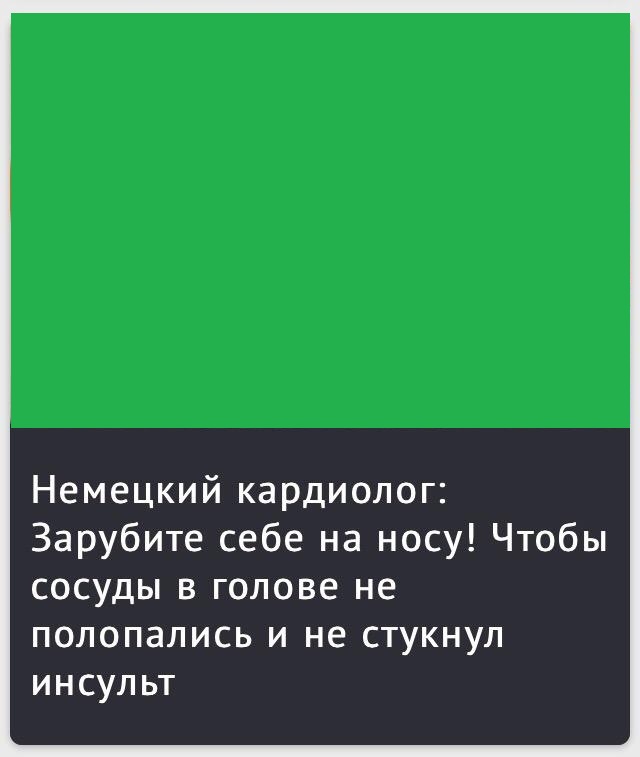 Немецкий кардиолог:
Зарубите себе на носу! Чтобы
сосуды в голове не
полопались и не стукнул
инсульт